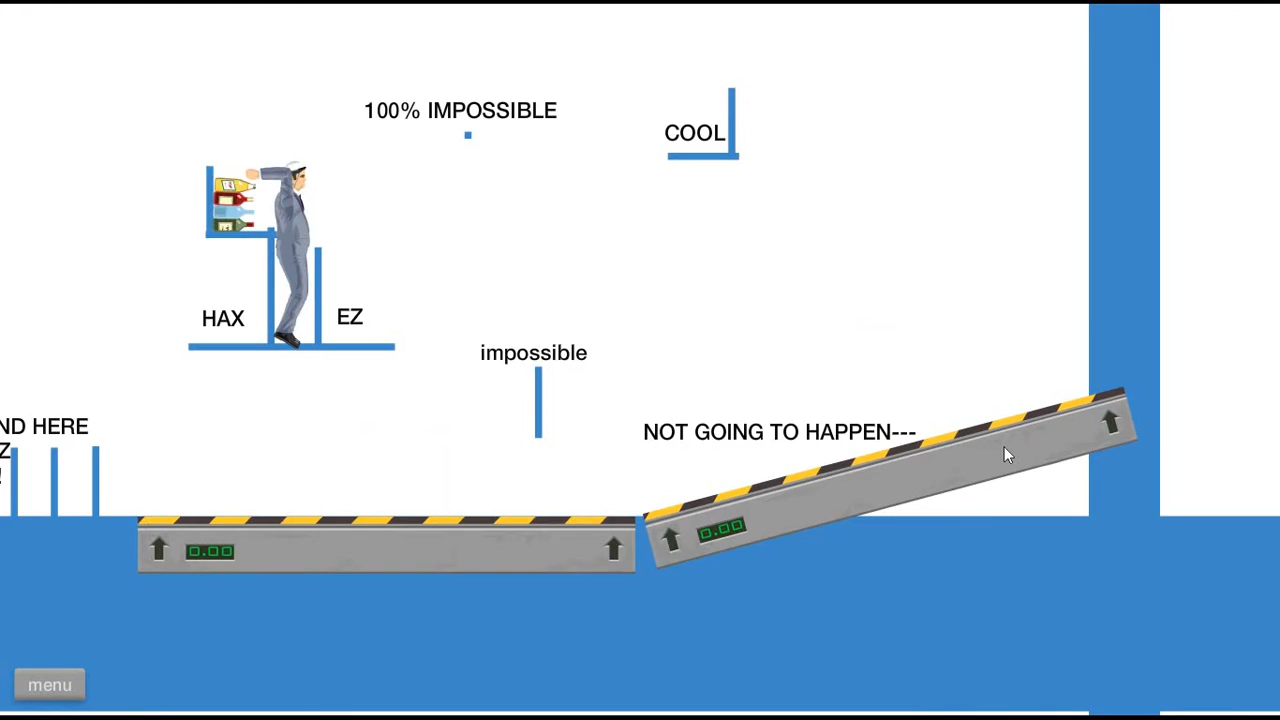 100% IMPOSSIBLE
COOL
HAX
EZ
impossible
ND HERE
Z
!
NOT GOING TO HAPPEN---
0.00
0.00
menu